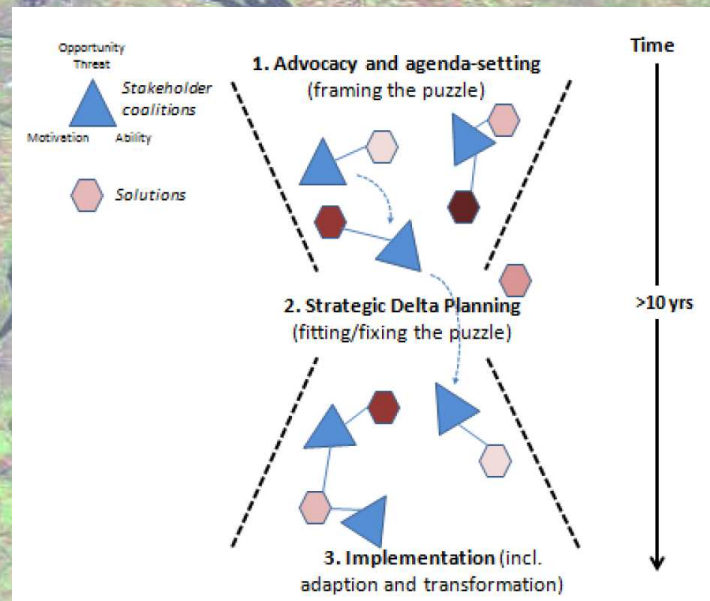 Opportunity
Threat
Stakeholder
coalitions
Motivation Ability
Solutions
1. Advocacy and agenda-setting
(framing the puzzle)
Time
2. Strategic Delta Planning
(fitting/fixing the puzzle)
>10 yrs
3. Implementation (incl.
adaption and transformation)